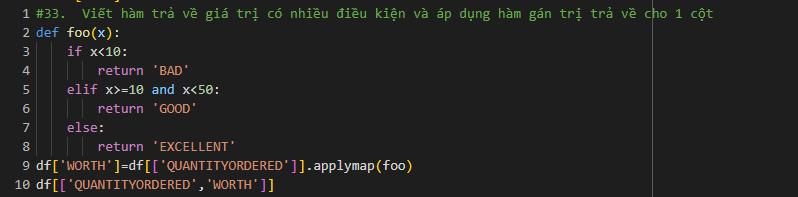 1 #33.  Viết hàm trả về giá trị có nhiều điều kiện và áp dụng hàm gán trị trả về cho 1 cột
2 def foo(x):
3     if x<10:
4         return 'BAD'
5     elif x>=10 and x<50:
6         return 'GOOD'
7     else:
8         return 'EXCELLENT'
9 df['WORTH']=df[['QUANTITYORDERED']].applymap(foo)
10 df[['QUANTITYORDERED','WORTH']]